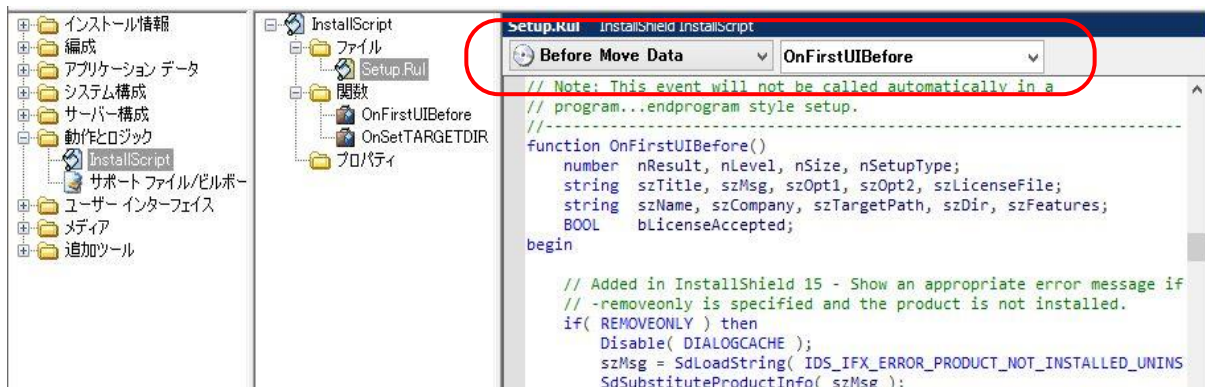 インストール情報
編成
アプリケーション データ
システム構成
サーバー構成
動作とロジック
InstallScript
サポート ファイル/ビルボー
ユーザー インターフェイス
メディア
追加ツール
InstallScript
ファイル
Setup.Rul
関数
OnFirstUIBefore
OnSetTARGETDIR
プロパティ
Setup.Rul InstallShield InstallScript
Before Move Data OnFirstUIBefore
// Note: This event will not be called automatically in a
// program...endprogram style setup.
//---------------------------------------------------------------------------
function OnFirstUIBefore()
number nResult, nLevel, nSize, nSetupType;
string szTitle, szMsg, szOpt1, szOpt2, szLicenseFile;
string szName, szCompany, szTargetPath, szDir, szFeatures;
BOOL bLicenseAccepted;
begin
// Added in InstallShield 15 - Show an appropriate error message if
// -removeonly is specified and the product is not installed.
if( REMOVEONLY ) then
Disable( DIALOGCACHE );
szMsg = SdLoadString( IDS_IFX_ERROR_PRODUCT_NOT_INSTALLED_UNINS
SdSubstituteProductInfo( szMsg );